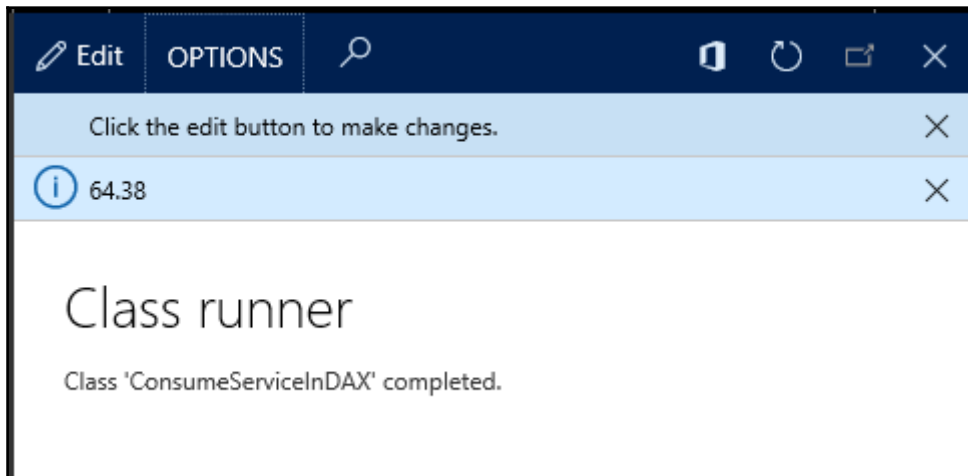 Edit OPTIONS
Click the edit button to make changes.
64.38
Class runner
Class 'ConsumeServiceInDAX' completed.